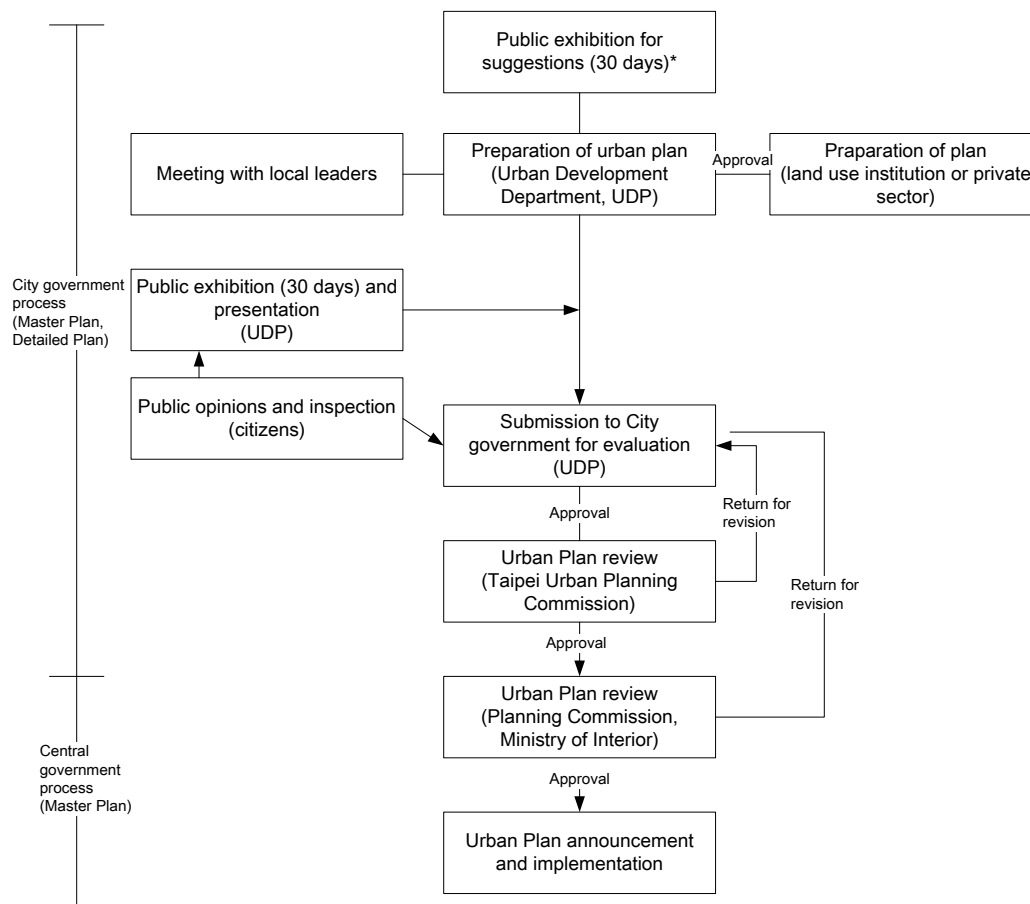 Public exhibition for
suggestions (30 days)*
Meeting with local leaders
Preparation of urban plan
(Urban Development
Department, UDP)
Approval
Praparation of plan
(land use institution or private
sector)
City government
process
(Master Plan,
Detailed Plan)
Public exhibition (30 days) and
presentation
(UDP)
Public opinions and inspection
(citizens)
Submission to City
government for evaluation
(UDP)
Approval
Return for
revision
Urban Plan review
(Taipei Urban Planning
Commission)
Return for
revision
Approval
Urban Plan review
(Planning Commission,
Ministry of Interior)
Central
government
process
(Master Plan)
Approval
Urban Plan announcement
and implementation